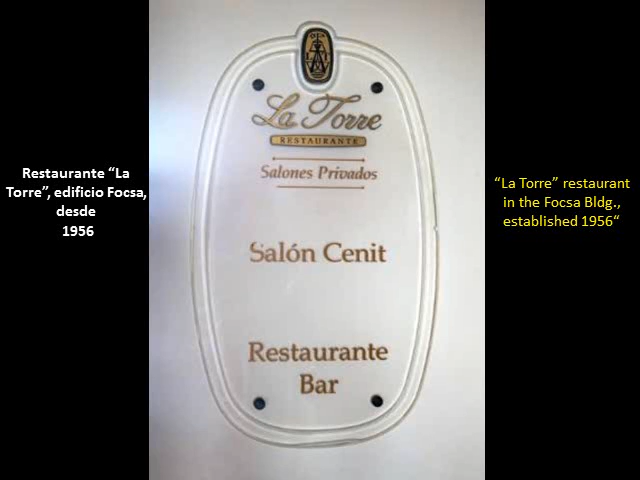 Restaurante “La
Torre”, edificio Focsa,
desde
1956
La Torre
RESTAURANTE
Salones Privados
Salón Cenit
Restaurante
Bar
“La Torre” restaurant
in the Focsa Bldg.,
established 1956“